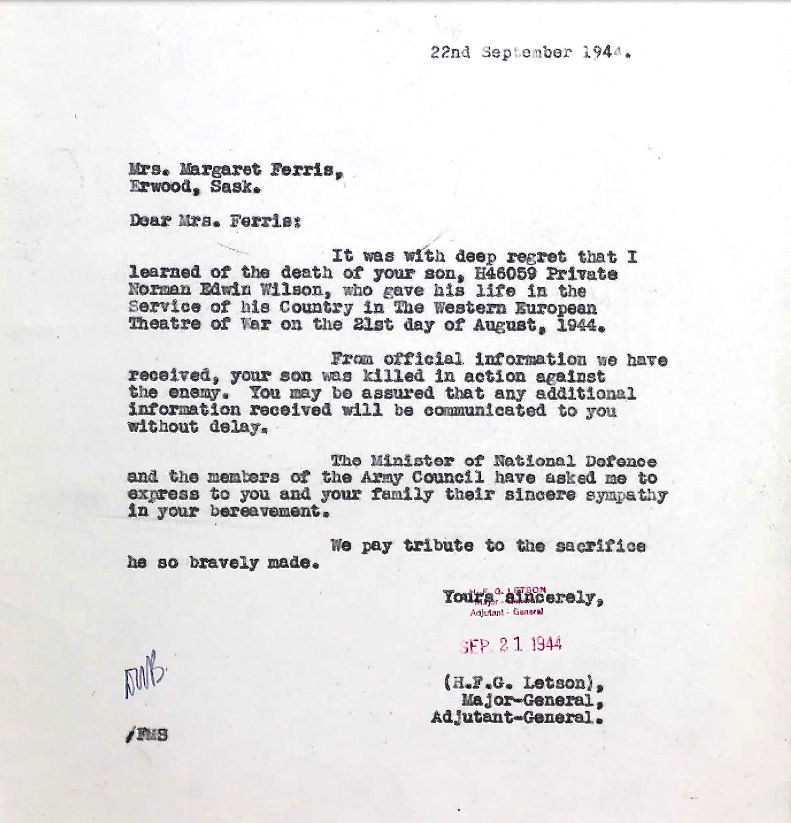 22nd September 1944.
Mrs. Margaret Ferris,
Erwood, Sask.
Dear Mrs. Ferris:
It was with deep regret that I
learned of the death of your son, H46059 Private
Norman Edwin Wilson, who gave his life in the
Service of his Country in The Western European
Theatre of War on the 21st day of August, 1944.
From official information we have
received, your son was killed in action against
the enemy. You may be assured that any additional
information received will be communicated to you
without delay.
The Minister of National Defence
and the members of the Army Council have asked me to
express to you and your family their sincere sympathy
in your bereavement.
We pay tribute to the sacrifice
he so bravely made.
Yours sincerely,
H. F. G. LETSON
Major - General
Adjutant - General
SEP 21 1944
(H.F.G. Letson),
Major-General,
Adjutant-General.
/FMS